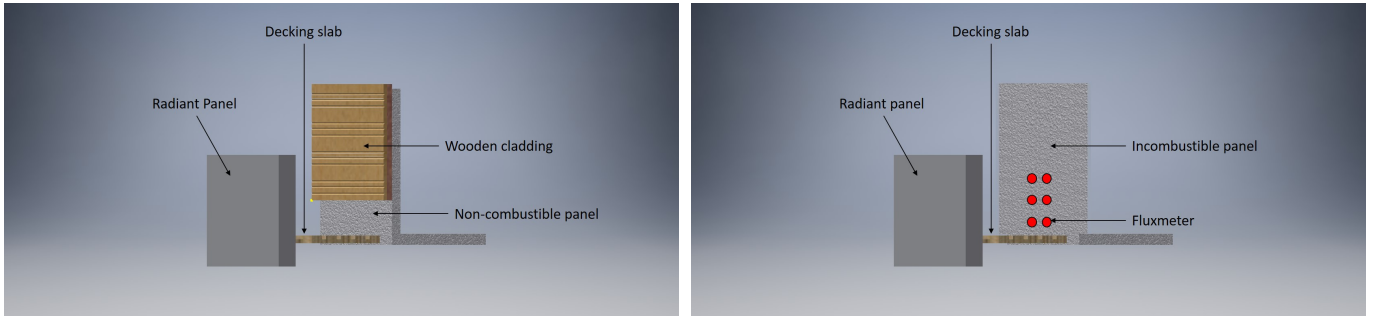 Decking slab
Radiant Panel
Wooden cladding
Non-combustible panel
Decking slab
Radiant panel
Incombustible panel
Fluxmeter